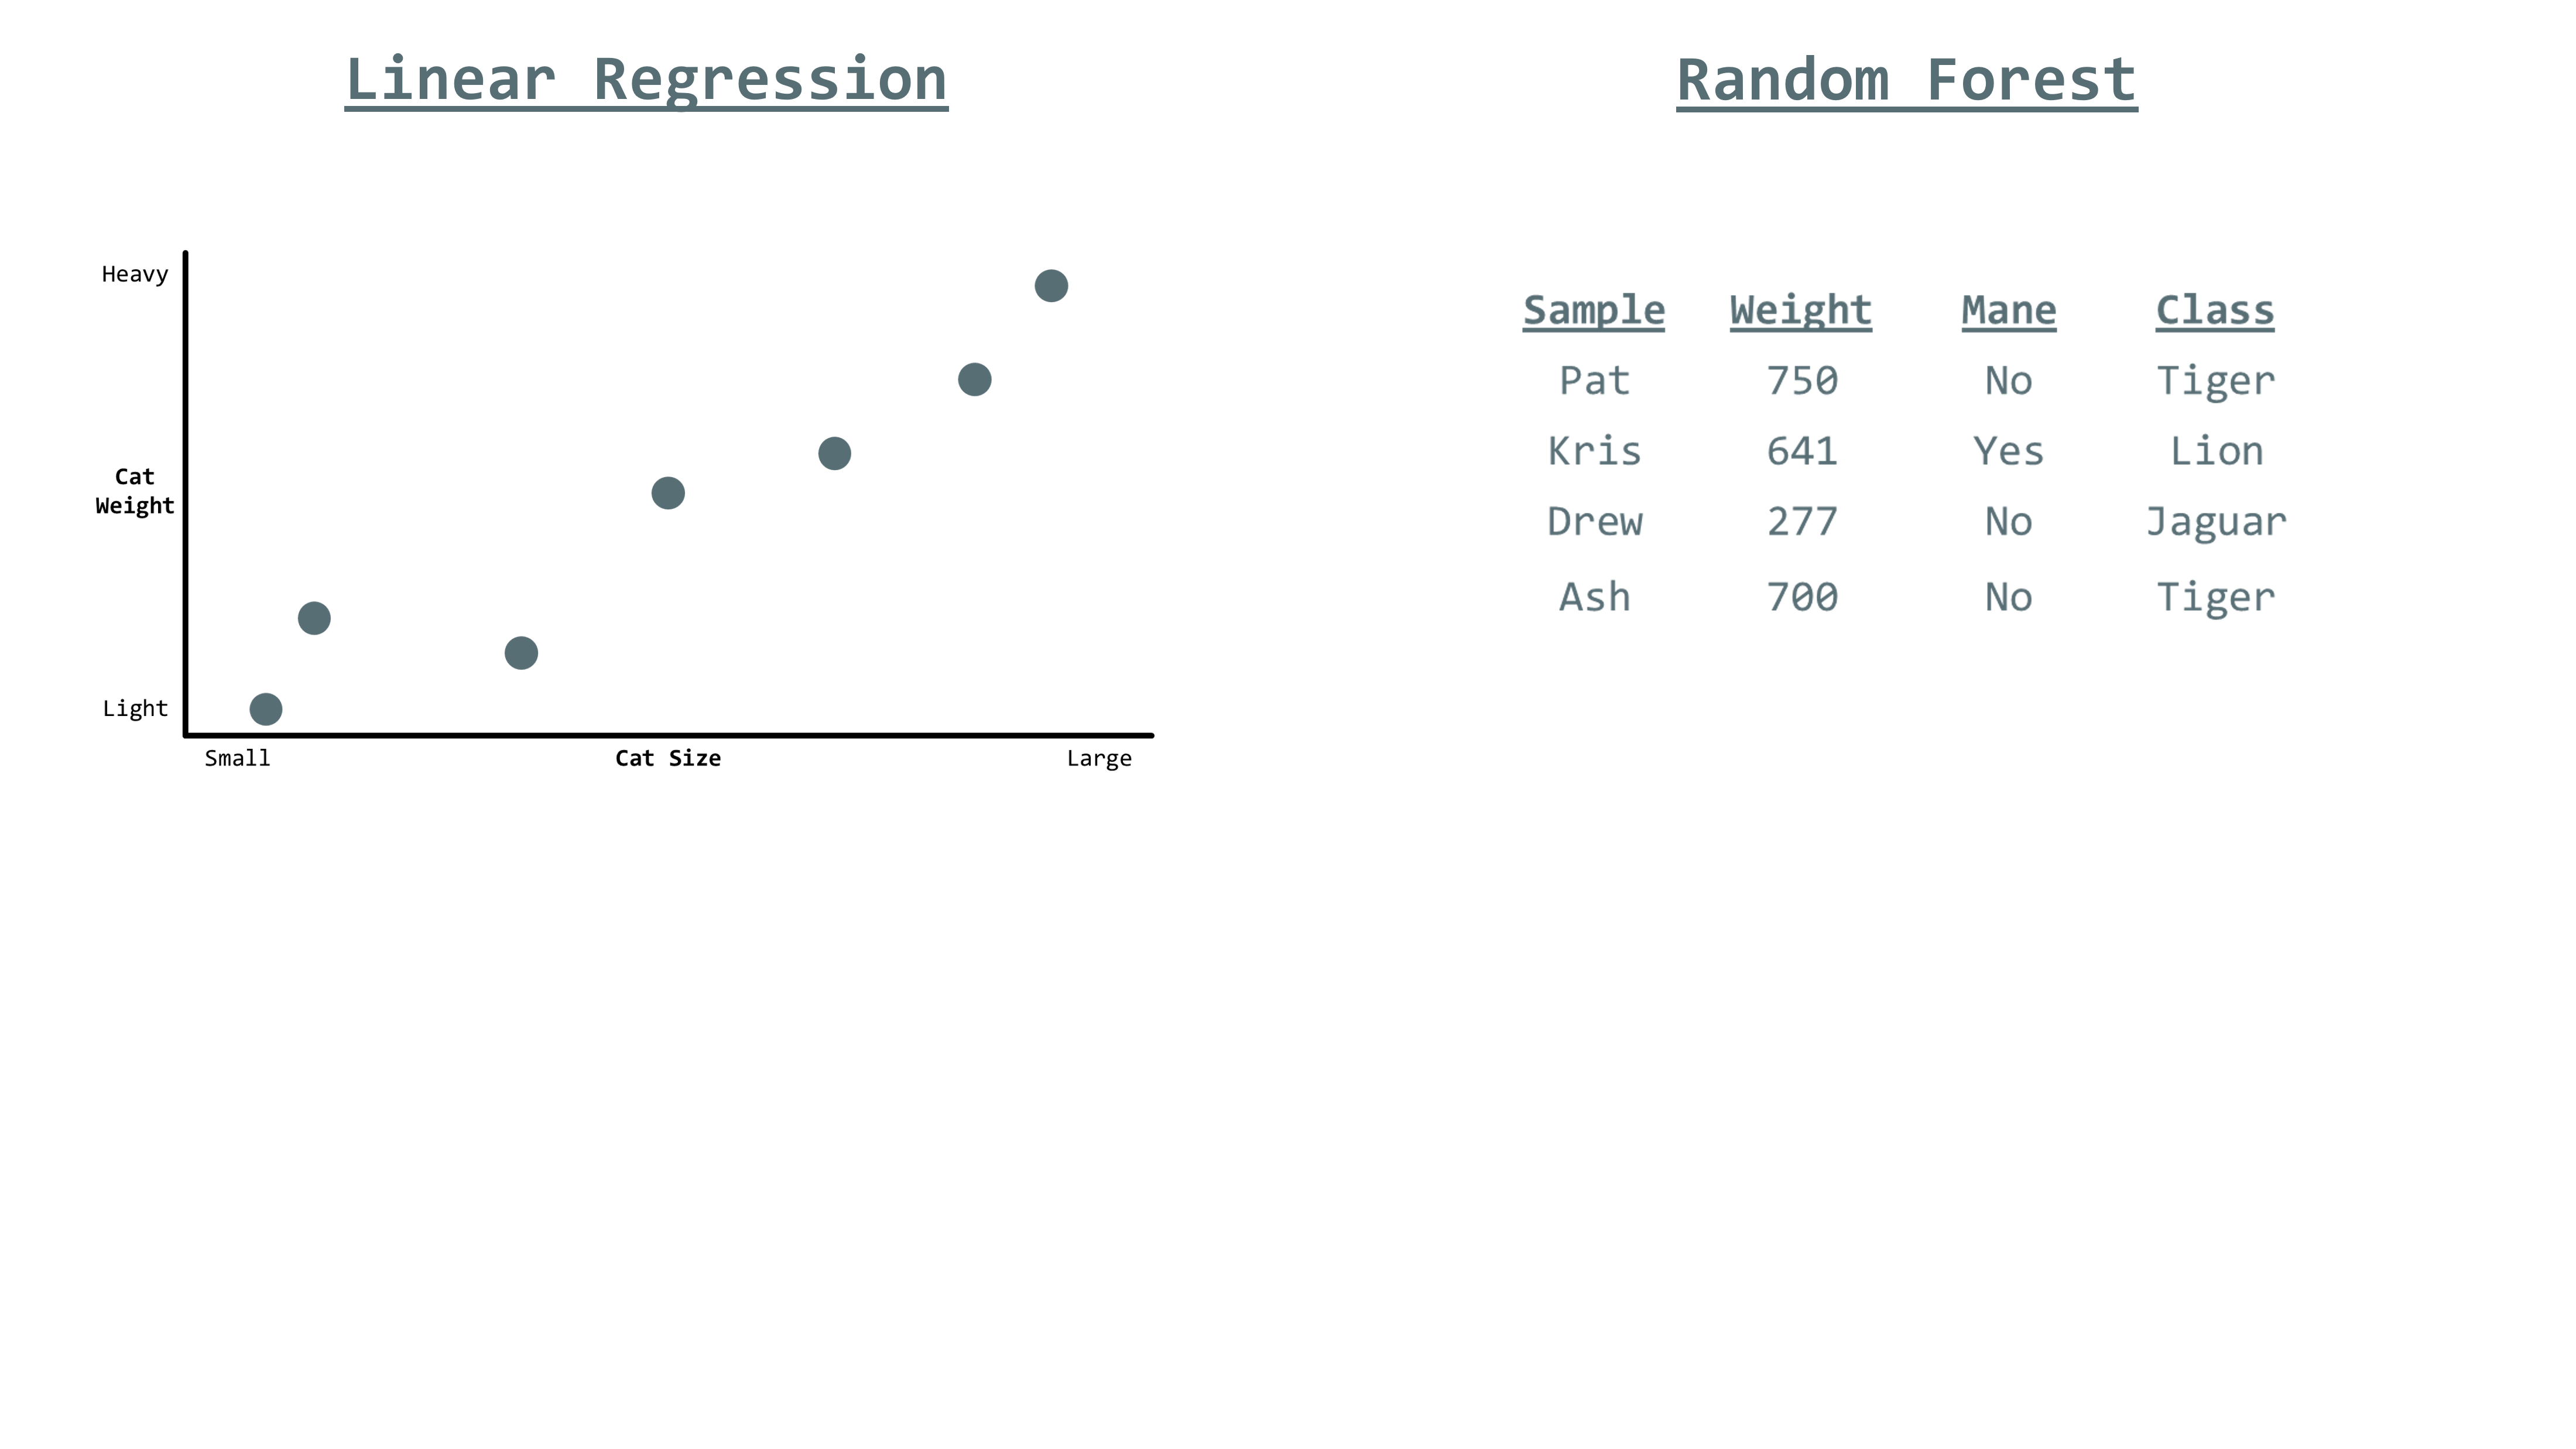 Linear Regression
Heavy
Cat
Weight
Light
Small Cat Size Large
Random Forest
Sample Weight Mane Class
Pat 750 No Tiger
Kris 641 Yes Lion
Drew 277 No Jaguar
Ash 700 No Tiger